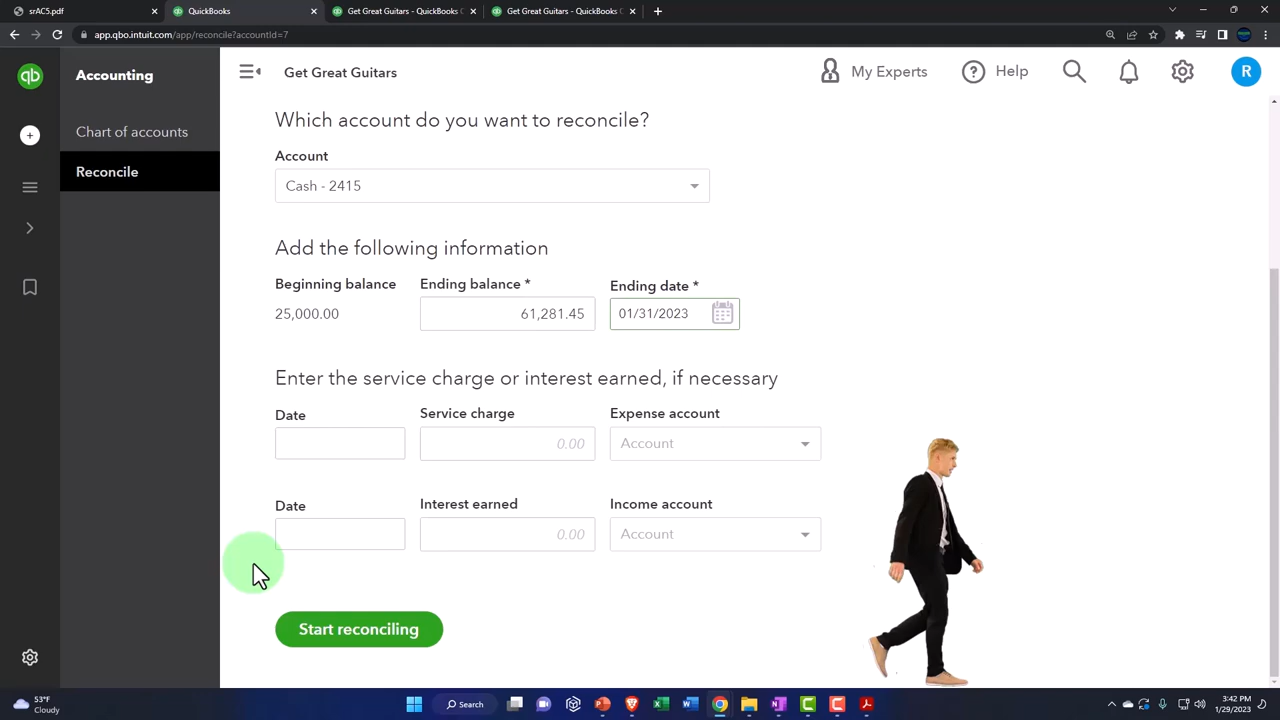 srACS.pdf
QuickBooks
Get Great Guitars - QuickBooks C
Get Great Guitars - QuickBooks C
app.qbo.intuit.com/app/reconcile?accountId=7
qb
Accounting
Get Great Guitars
My Experts
Help
R
Chart of accounts
Reconcile
Which account do you want to reconcile?
Account
Cash - 2415
Add the following information
Beginning balance
Ending balance *
Ending date *
25,000.00
61,281.45
01/31/2023
Enter the service charge or interest earned, if necessary
Date
Service charge
Expense account
0.00
Account
Date
Interest earned
Income account
0.00
Account
Start reconciling
53°F
Cloudy
Search
3:42 PM
1/29/2023